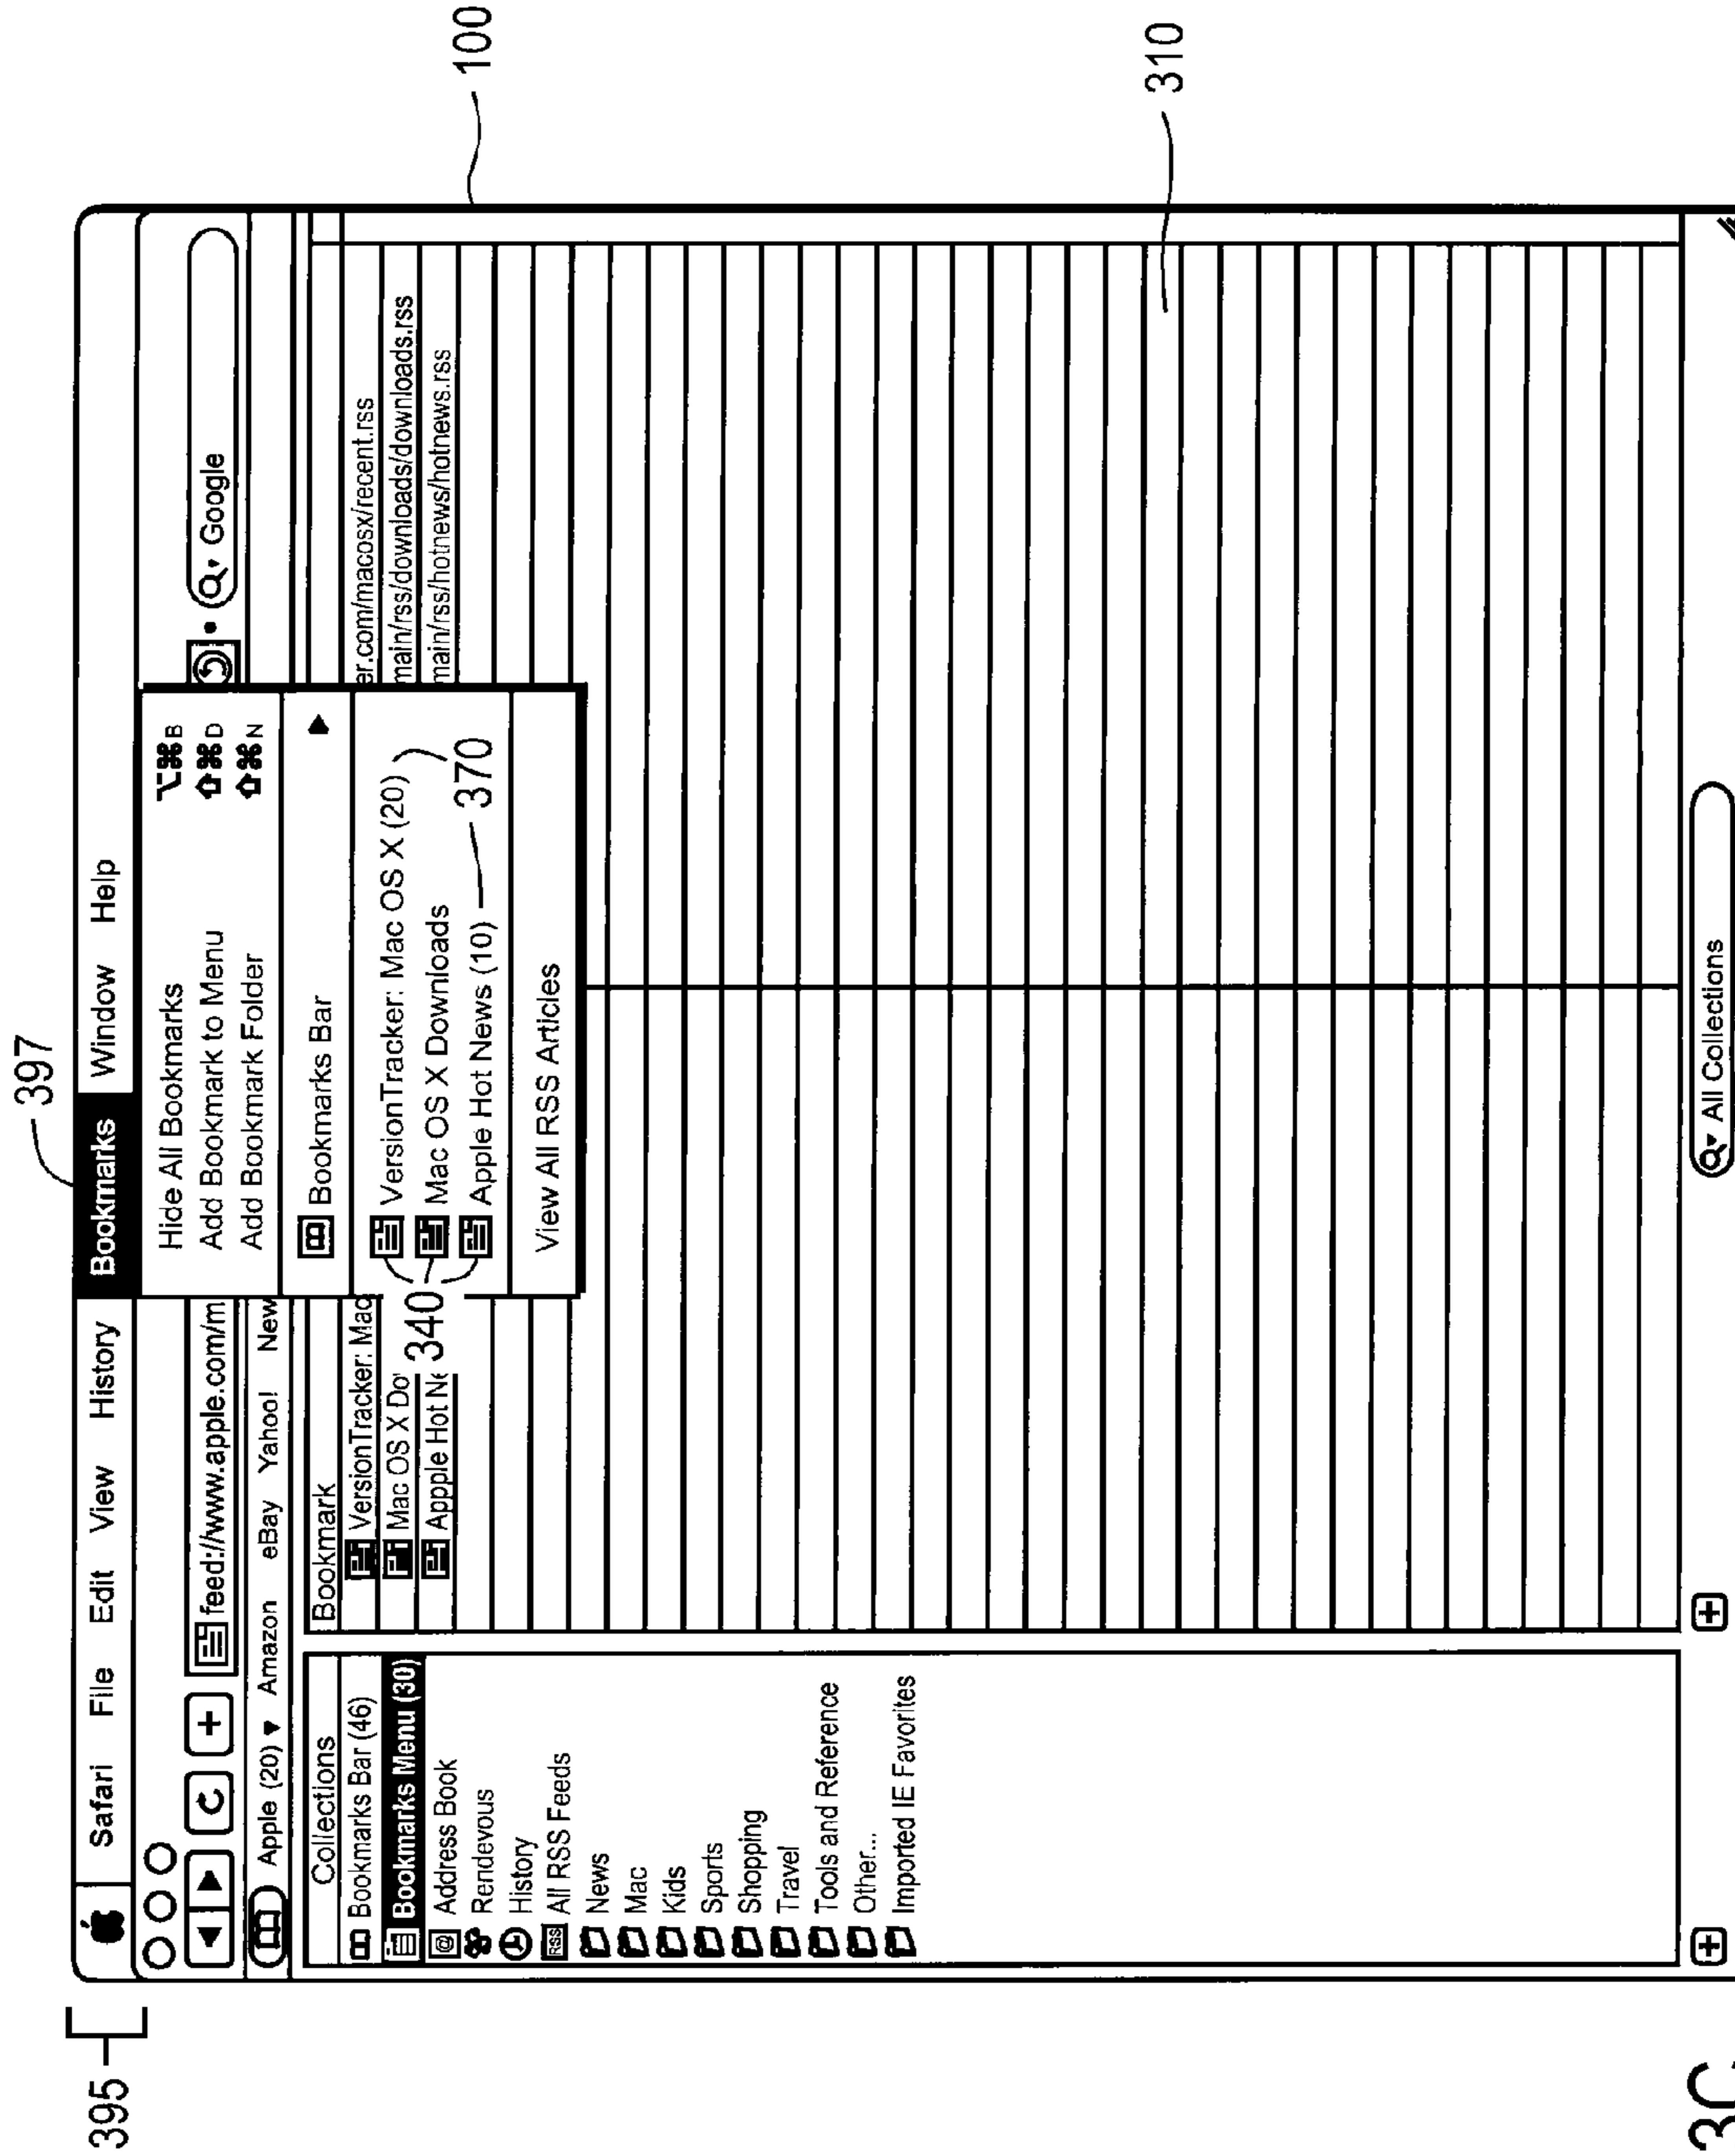 395
397
Safari File Edit View History Bookmarks Window Help
Hide All Bookmarks ⌥⌘B
Add Bookmark to Menu ⇧⌘D
Add Bookmark Folder ⇧⌘N
Bookmarks Bar
VersionTracker: Mac OS X (20)
Mac OS X Downloads
Apple Hot News (10)
370
340
View All RSS Articles
feed://www.apple.com/m
Google
100
Apple (20) Amazon eBay Yahoo! New
Collections
Bookmarks Bar (46)
Bookmarks Menu (30)
@ Address Book
Rendevous
History
RSS All RSS Feeds
News
Mac
Kids
Sports
Shopping
Travel
Tools and Reference
Other...
Imported IE Favorites
Bookmark
VersionTracker: Mac
er.com/macosx/recent.rss
Mac OS X Do
main/rss/downloads/downloads.rss
Appple Hot Ne
main/rss/hotnews/hotnews.rss
310
All Collections
3C